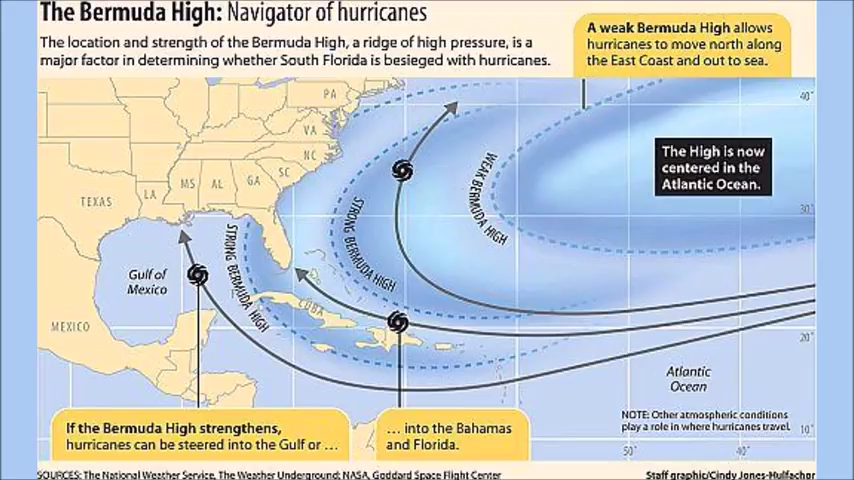 The Bermuda High: Navigator of hurricanes
The location and strength of the Bermuda High, a ridge of high pressure, is a
major factor in determining whether South Florida is besieged with hurricanes.
A weak Bermuda High allows
hurricanes to move north along
the East Coast and out to sea.
PA
40°
VA
NC
The High is now
centered in the
Atlantic Ocean.
WEAK BERMUDA HIGH
SC
MS
AL
GA
LA
TEXAS
30°
STRONG BERMUDA HIGH
STRONG BERMUDA HIGH
Gulf of
Mexico
CUBA
MEXICO
20°
Atlantic
Ocean
NOTE: Other atmospheric conditions
play a role in where hurricanes travel.
If the Bermuda High strengthens,
hurricanes can be steered into the Gulf or ...
... into the Bahamas
and Florida.
10°
50°
40°
SOURCES: The National Weather Service, The Weather Underground; NASA, Goddard Space Flight Center
Staff graphic/Cindy Jones-Hulfachor